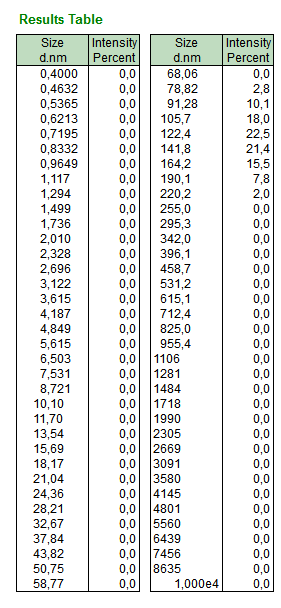 Results Table
Size Intensity Size Intensity
d.nm Percent d.nm Percent
0,4000 0,0 68,06 0,0
0,4632 0,0 78,82 2,8
0,5365 0,0 91,28 10,1
0,6213 0,0 105,7 18,0
0,7195 0,0 122,4 22,5
0,8332 0,0 141,8 21,4
0,9649 0,0 164,2 15,5
1,117 0,0 190,1 7,8
1,294 0,0 220,2 2,0
1,499 0,0 255,0 0,0
1,736 0,0 295,3 0,0
2,010 0,0 342,0 0,0
2,328 0,0 396,1 0,0
2,696 0,0 458,7 0,0
3,122 0,0 531,2 0,0
3,615 0,0 615,1 0,0
4,187 0,0 712,4 0,0
4,849 0,0 825,0 0,0
5,615 0,0 955,4 0,0
6,503 0,0 1106 0,0
7,531 0,0 1281 0,0
8,721 0,0 1484 0,0
10,10 0,0 1718 0,0
11,70 0,0 1990 0,0
13,54 0,0 2305 0,0
15,69 0,0 2669 0,0
18,17 0,0 3091 0,0
21,04 0,0 3580 0,0
24,36 0,0 4145 0,0
28,21 0,0 4801 0,0
32,67 0,0 5560 0,0
37,84 0,0 6439 0,0
43,82 0,0 7456 0,0
50,75 0,0 8635 0,0
58,77 0,0 1,000e4 0,0